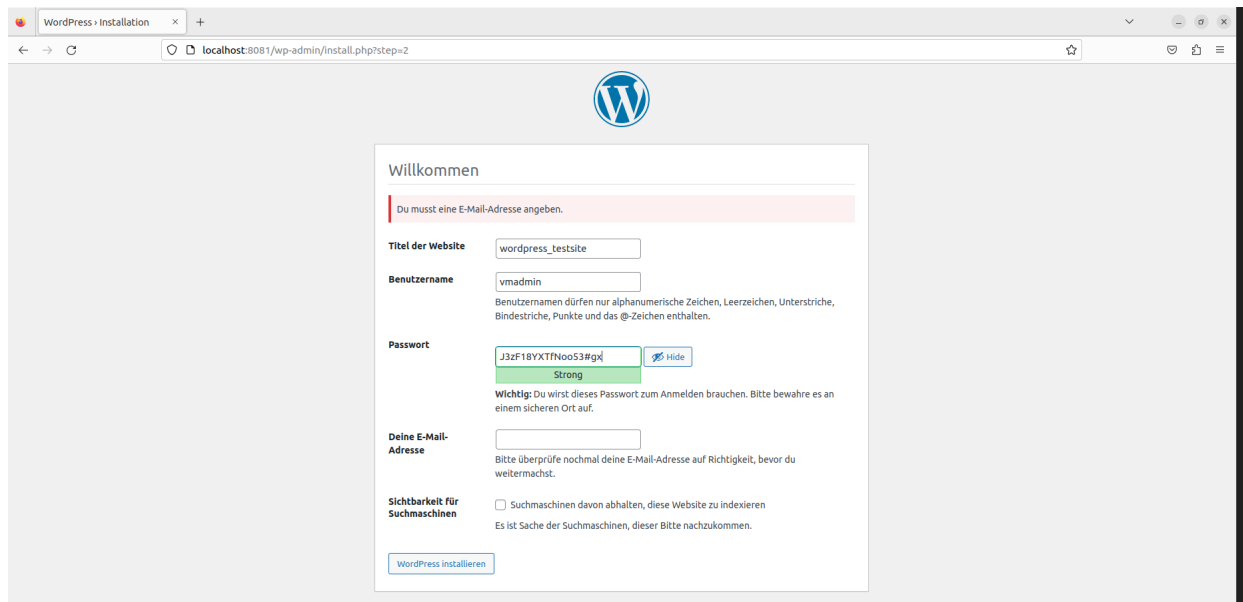 WordPress › Installation
localhost:8081/wp-admin/install.php?step=2
Willkommen
Du musst eine E-Mail-Adresse angeben.
Titel der Website
wordpress_testsite
Benutzername
vmadmin
Benutzernamen dürfen nur alphanumerische Zeichen, Leerzeichen, Unterstriche,
Bindestriche, Punkte und das @-Zeichen enthalten.
Passwort
J3zF18YXTfNooS3#gx
Hide
Strong
Wichtig: Du wirst dieses Passwort zum Anmelden brauchen. Bitte bewahre es an
einem sicheren Ort auf.
Deine E-Mail-
Adresse
Bitte überprüfe nochmal deine E-Mail-Adresse auf Richtigkeit, bevor du
weitermachst.
Sichtbarkeit für
Suchmaschinen
Suchmaschinen davon abhalten, diese Website zu indexieren
Es ist Sache der Suchmaschinen, dieser Bitte nachzukommen.
WordPress installieren